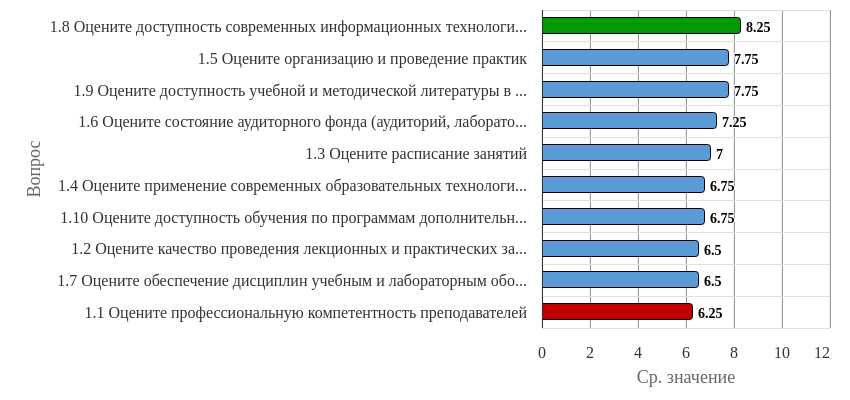 1.8 Оцените доступность современных информационных технологи... 8.25
1.5 Оцените организацию и проведение практик 7.75
1.9 Оцените доступность учебной и методической литературы в ... 7.75
1.6 Оцените состояние аудиторного фонда (аудиторий, лаборато... 7.25
1.3 Оцените расписание занятий 7
1.4 Оцените применение современных образовательных технологи... 6.75
1.10 Оцените доступность обучения по программам дополнительн... 6.75
1.2 Оцените качество проведения лекционных и практических за... 6.5
1.7 Оцените обеспечение дисциплин учебным и лабораторным обо... 6.5
1.1 Оцените профессиональную компетентность преподавателей 6.25
Вопрос
0 2 4 6 8 10 12
Ср. значение